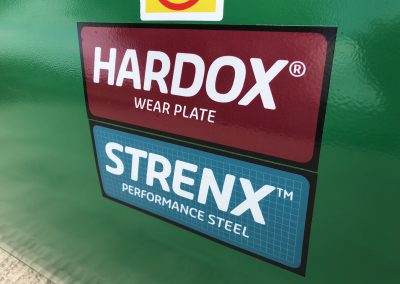 HARDOX®
WEAR PLATE
STRENX™
PERFORMANCE STEEL